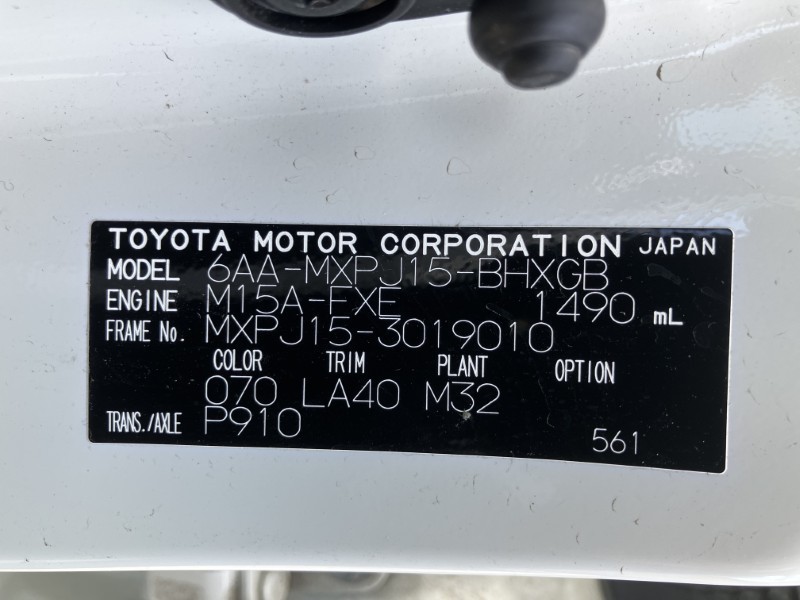 TOYOTA MOTOR CORPORATION JAPAN
MODEL 6AA-MXPJ15-BHXGB
ENGINE M15A-FXE 1490 mL
FRAME No. MXPJ15-3019010
COLOR TRIM PLANT OPTION
070 LA40 M32
TRANS./AXLE P910 561